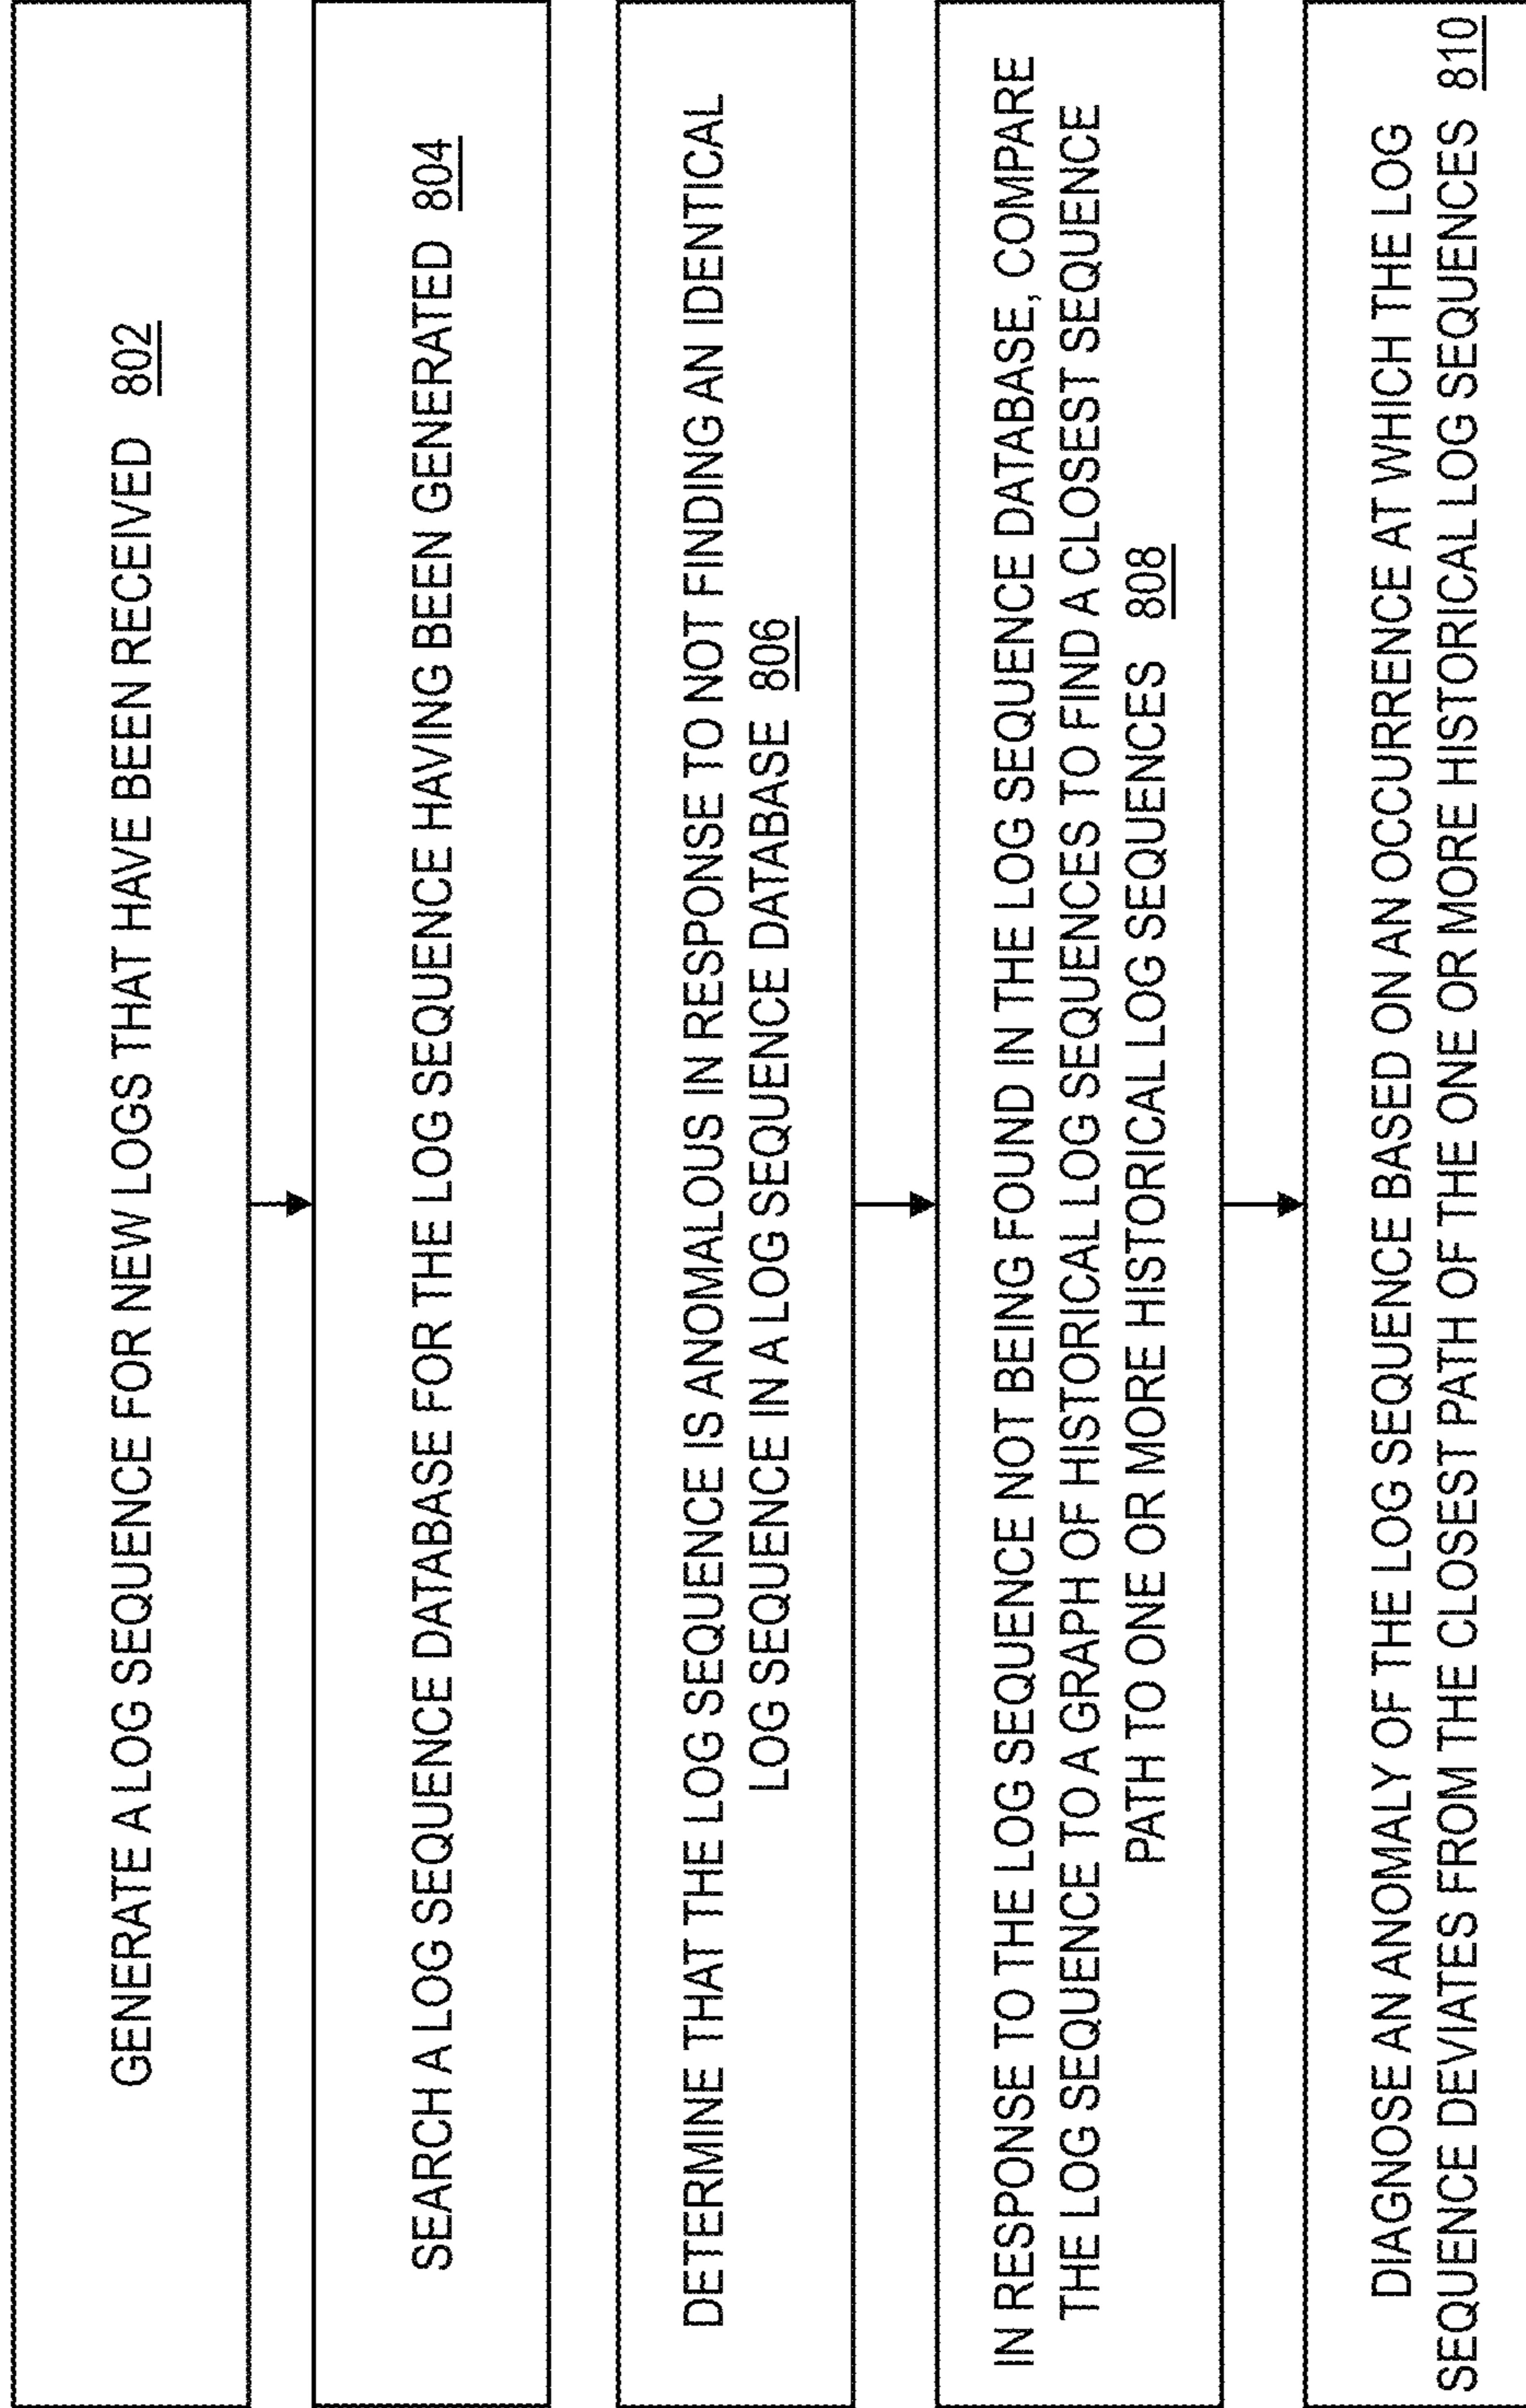 GENERATE A LOG SEQUENCE FOR NEW LOGS THAT HAVE BEEN RECEIVED 802
SEARCH A LOG SEQUENCE DATABASE FOR THE LOG SEQUENCE HAVING BEEN GENERATED 804
DETERMINE THAT THE LOG SEQUENCE IS ANOMALOUS IN RESPONSE TO NOT FINDING AN IDENTICAL
LOG SEQUENCE IN A LOG SEQUENCE DATABASE 806
IN RESPONSE TO THE LOG SEQUENCE NOT BEING FOUND IN THE LOG SEQUENCE DATABASE, COMPARE
THE LOG SEQUENCE TO A GRAPH OF HISTORICAL LOG SEQUENCES TO FIND A CLOSEST SEQUENCE
PATH TO ONE OR MORE HISTORICAL LOG SEQUENCES 808
DIAGNOSE AN ANOMALY OF THE LOG SEQUENCE BASED ON AN OCCURRENCE AT WHICH THE LOG
SEQUENCE DEVIATES FROM THE CLOSEST PATH OF THE ONE OR MORE HISTORICAL LOG SEQUENCES 810